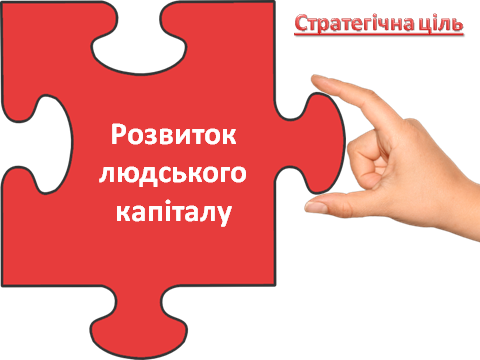 Стратегічна ціль
Розвиток
людського
капіталу